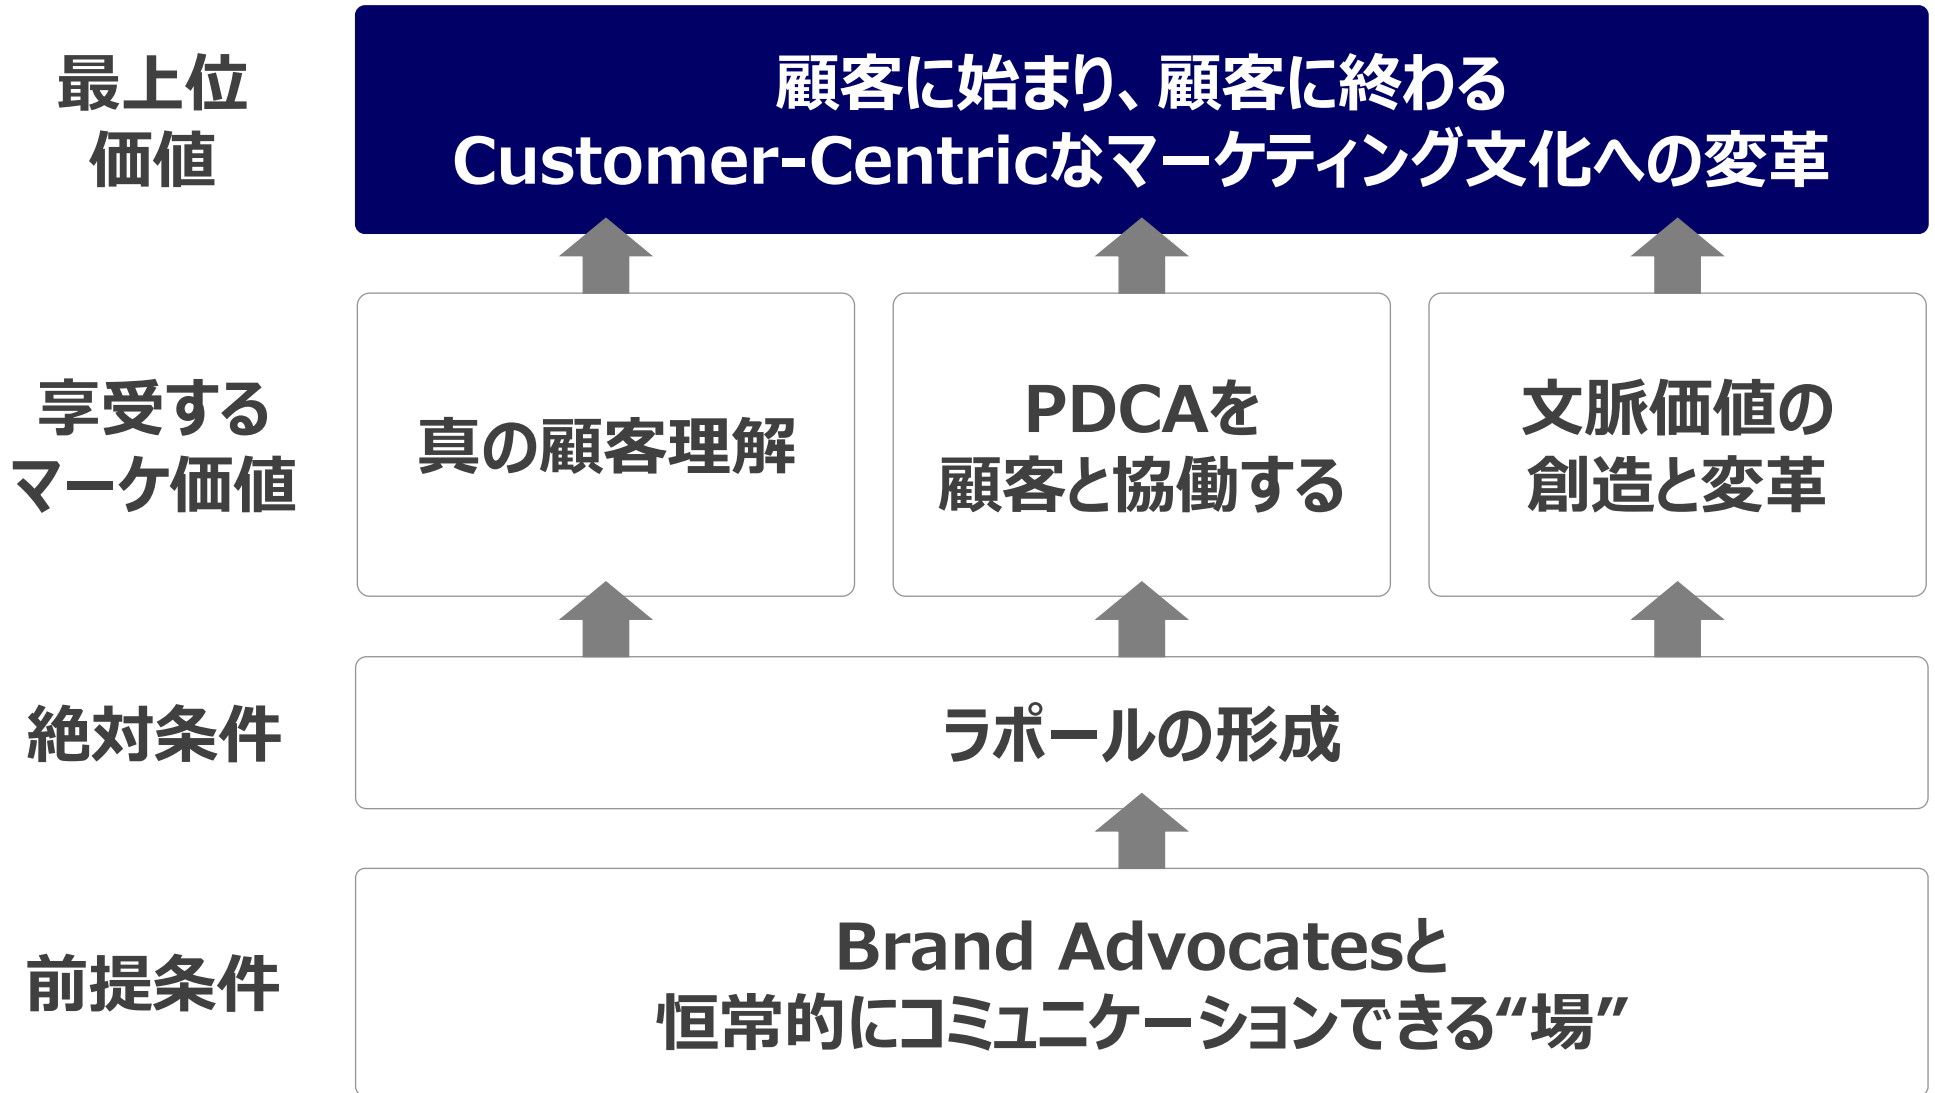 最上位
価値
顧客に始まり、顧客に終わる
Customer-Centricなマーケティング文化への変革
享受する
マーケ価値
真の顧客理解
PDCAを
顧客と協働する
文脈価値の
創造と変革
絶対条件
ラポールの形成
前提条件
Brand Advocatesと
恒常的にコミュニケーションできる“場”